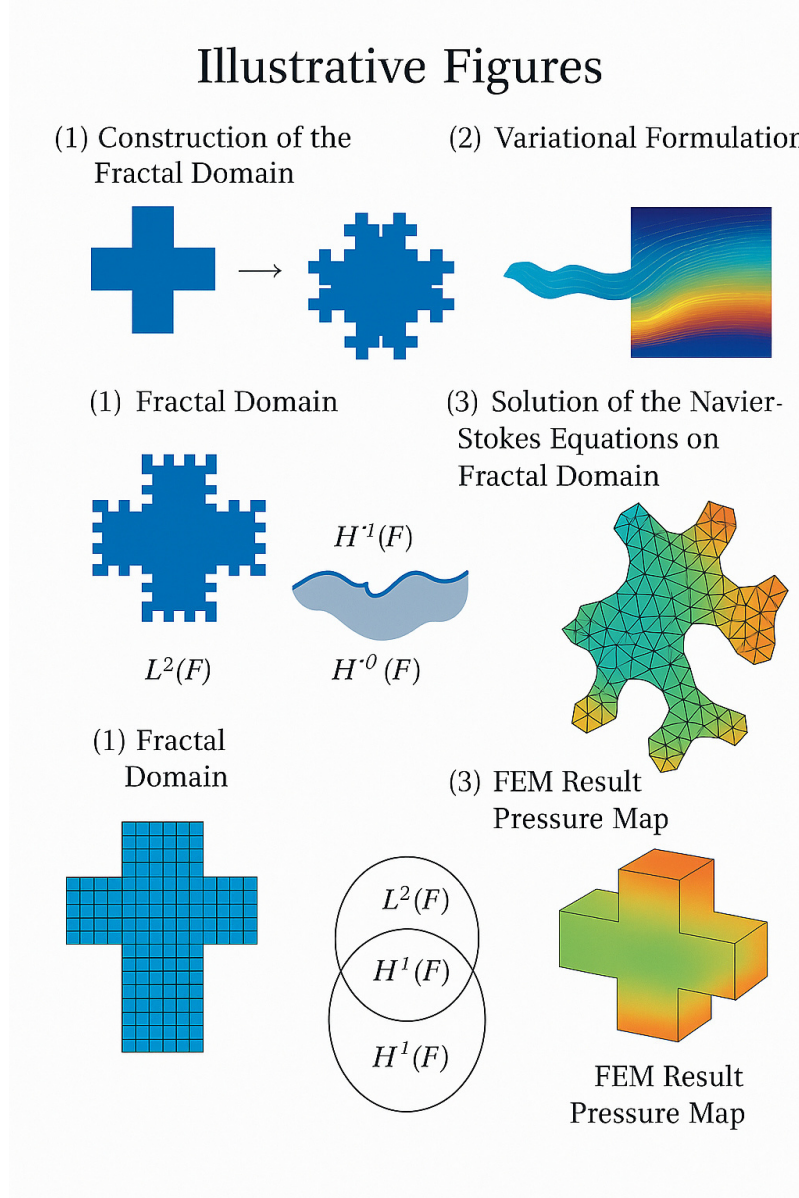 Illustrative Figures
(1) Construction of the
Fractal Domain
(2) Variational Formulation
(1) Fractal Domain
(3) Solution of the Navier-
Stokes Equations on
Fractal Domain
H⁻¹(F)
L²(F)
H⁻⁰ (F)
(1) Fractal
Domain
(3) FEM Result
Pressure Map
L²(F)
H¹(F)
H¹(F)
FEM Result
Pressure Map